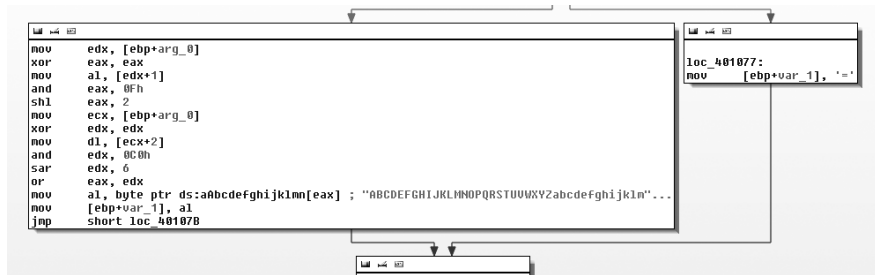 mov     edx, [ebp+arg_0]
xor     eax, eax
mov     al, [edx+1]
and     eax, 0Fh
shl     eax, 2
mov     ecx, [ebp+arg_0]
xor     edx, edx
mov     dl, [ecx+2]
and     edx, 0C0h
sar     edx, 6
or      eax, edx
mov     al, byte ptr ds:aAbcdefghijklmn[eax] ; "ABCDEFGHIJKLMNOPQRSTUVWXYZabcdefghijklm"...
mov     [ebp+var_1], al
jmp     short loc_40107B
loc_401077:
mov     [ebp+var_1], '='